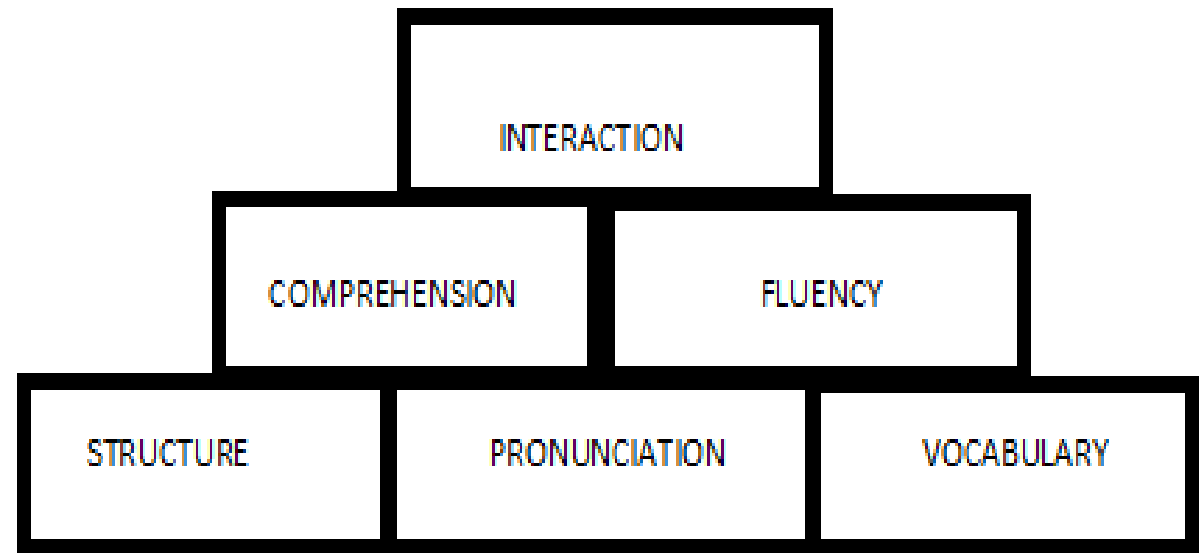 INTERACTION
COMPREHENSION FLUENCY
STRUCTURE PRONUNCIATION VOCABULARY